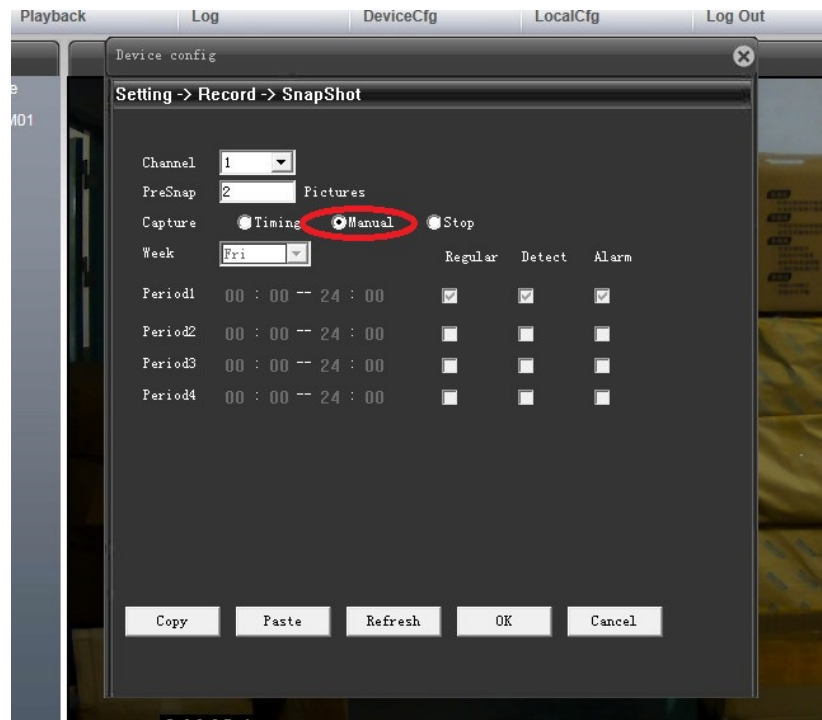 Playback Log DeviceCfg LocalCfg Log Out
Device config
Setting -> Record -> SnapShot
Channel 1
PreSnap 2 Pictures
Capture Timing Manual Stop
Week Fri Regular Detect Alarm
Period1 00 : 00 -- 24 : 00
Period2 00 : 00 -- 24 : 00
Period3 00 : 00 -- 24 : 00
Period4 00 : 00 -- 24 : 00
Copy Paste Refresh OK Cancel